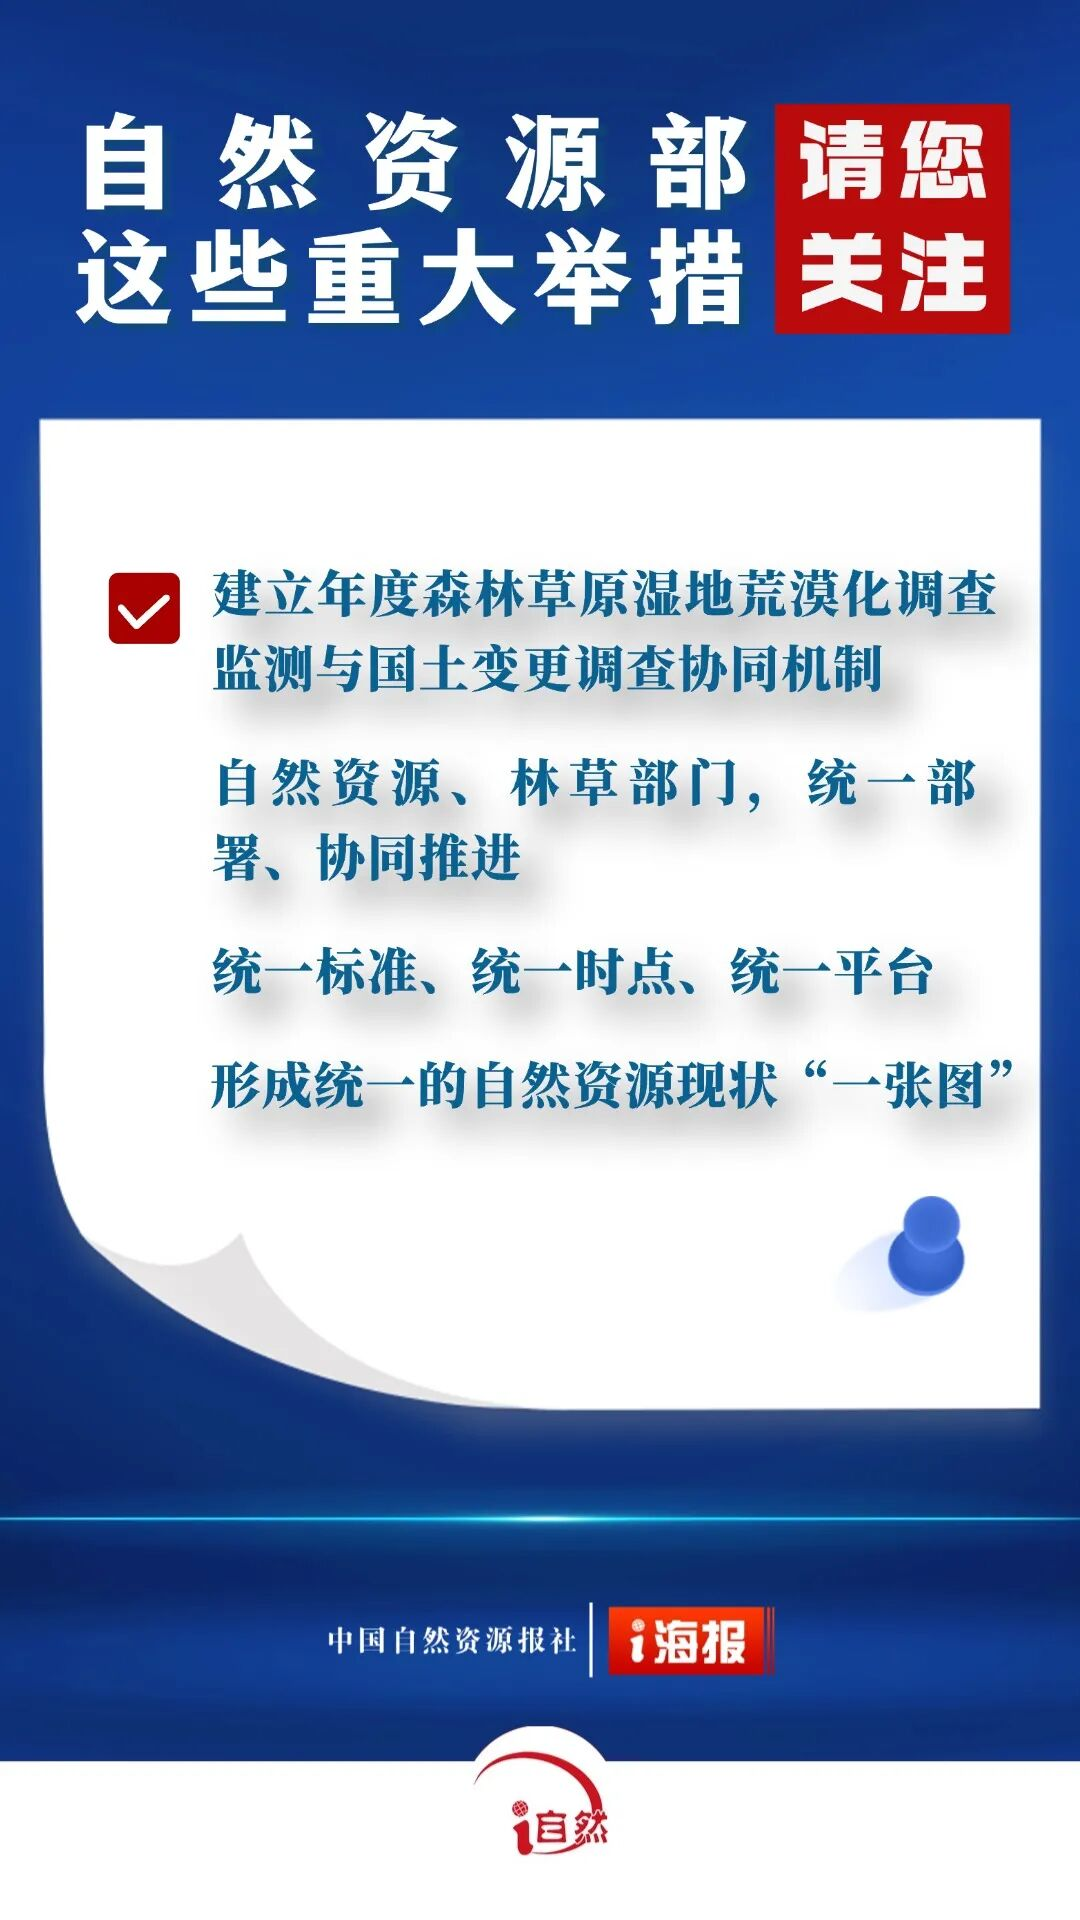 自然资源部
这些重大举措
请您
关注
建立年度森林草原湿地荒漠化调查
监测与国土变更调查协同机制
自然资源、林草部门，统一部
署、协同推进
统一标准、统一时点、统一平台
形成统一的自然资源现状“一张图”
中国自然资源报社
i海报
i自然